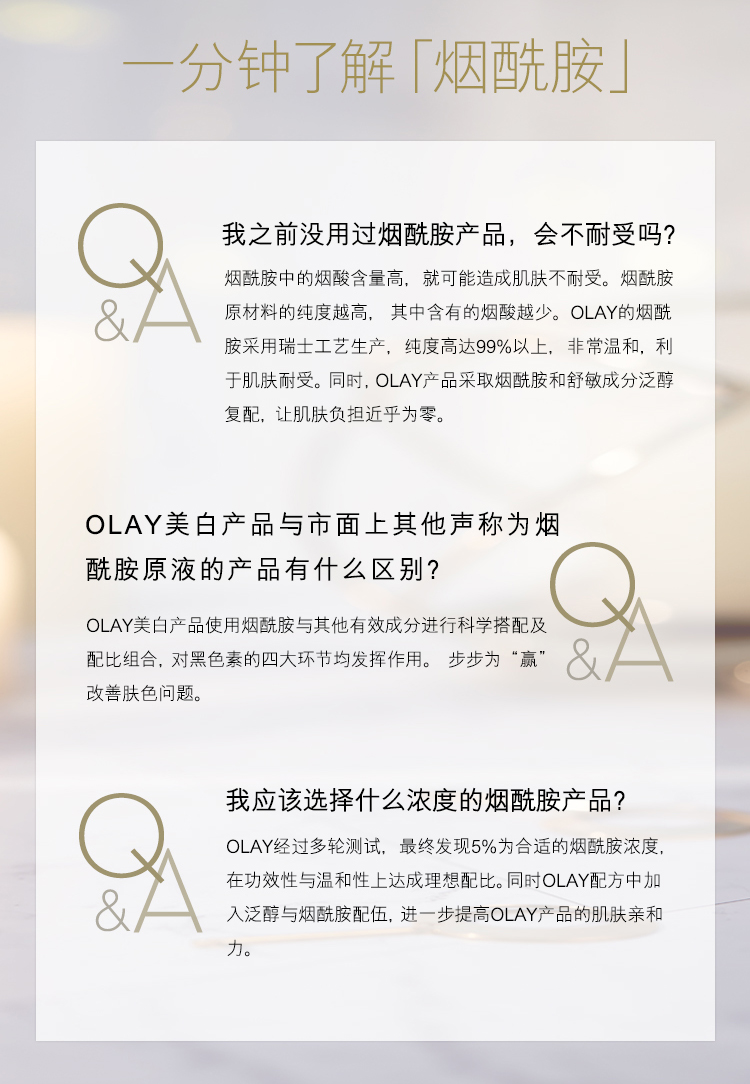 一分钟了解「烟酰胺」
Q&A
我之前没用过烟酰胺产品，会不耐受吗?
烟酰胺中的烟酸含量高，就可能造成肌肤不耐受。烟酰胺
原材料的纯度越高， 其中含有的烟酸越少。OLAY的烟酰
胺采用瑞士工艺生产，纯度高达99%以上，非常温和，利
于肌肤耐受。同时，OLAY产品采取烟酰胺和舒敏成分泛醇
复配，让肌肤负担近乎为零。
OLAY美白产品与市面上其他声称为烟
酰胺原液的产品有什么区别?
Q&A
OLAY美白产品使用烟酰胺与其他有效成分进行科学搭配及
配比组合，对黑色素的四大环节均发挥作用。 步步为“赢”
改善肤色问题。
Q&A
我应该选择什么浓度的烟酰胺产品?
OLAY经过多轮测试，最终发现5%为合适的烟酰胺浓度，
在功效性与温和性上达成理想配比。同时OLAY配方中加
入泛醇与烟酰胺配伍，进一步提高OLAY产品的肌肤亲和
力。